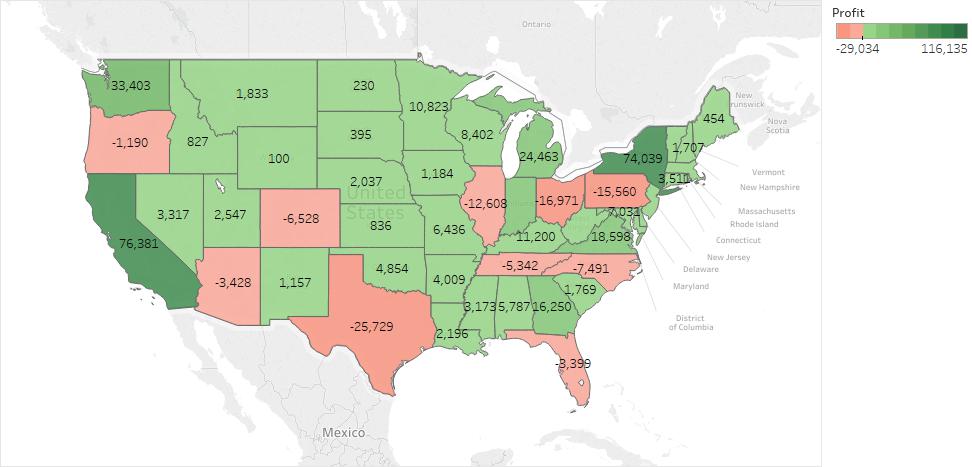 Ontario
Profit
-29,034 116,135
33,403
1,833
230
10,823
New
runswick
454
Nova
Scotia
-1,190
827
395
8,402
24,463
74,039
1,707
100
Vermont
New Hampshire
1,184
3,511
2,037
-15,560
United
States
3,317
2,547
-6,528
836
6,436
-12,608
-16,971
7,031
Massachusetts
Rhode Island
Connecticut
76,381
11,200
18,598
New Jersey
Delaware
-3,428
1,157
4,854
4,009
-5,342
-7,491
Maryland
1,769
3,173
5,787
16,250
District
of Columbia
-25,729
2,196
-3,399
Mexico